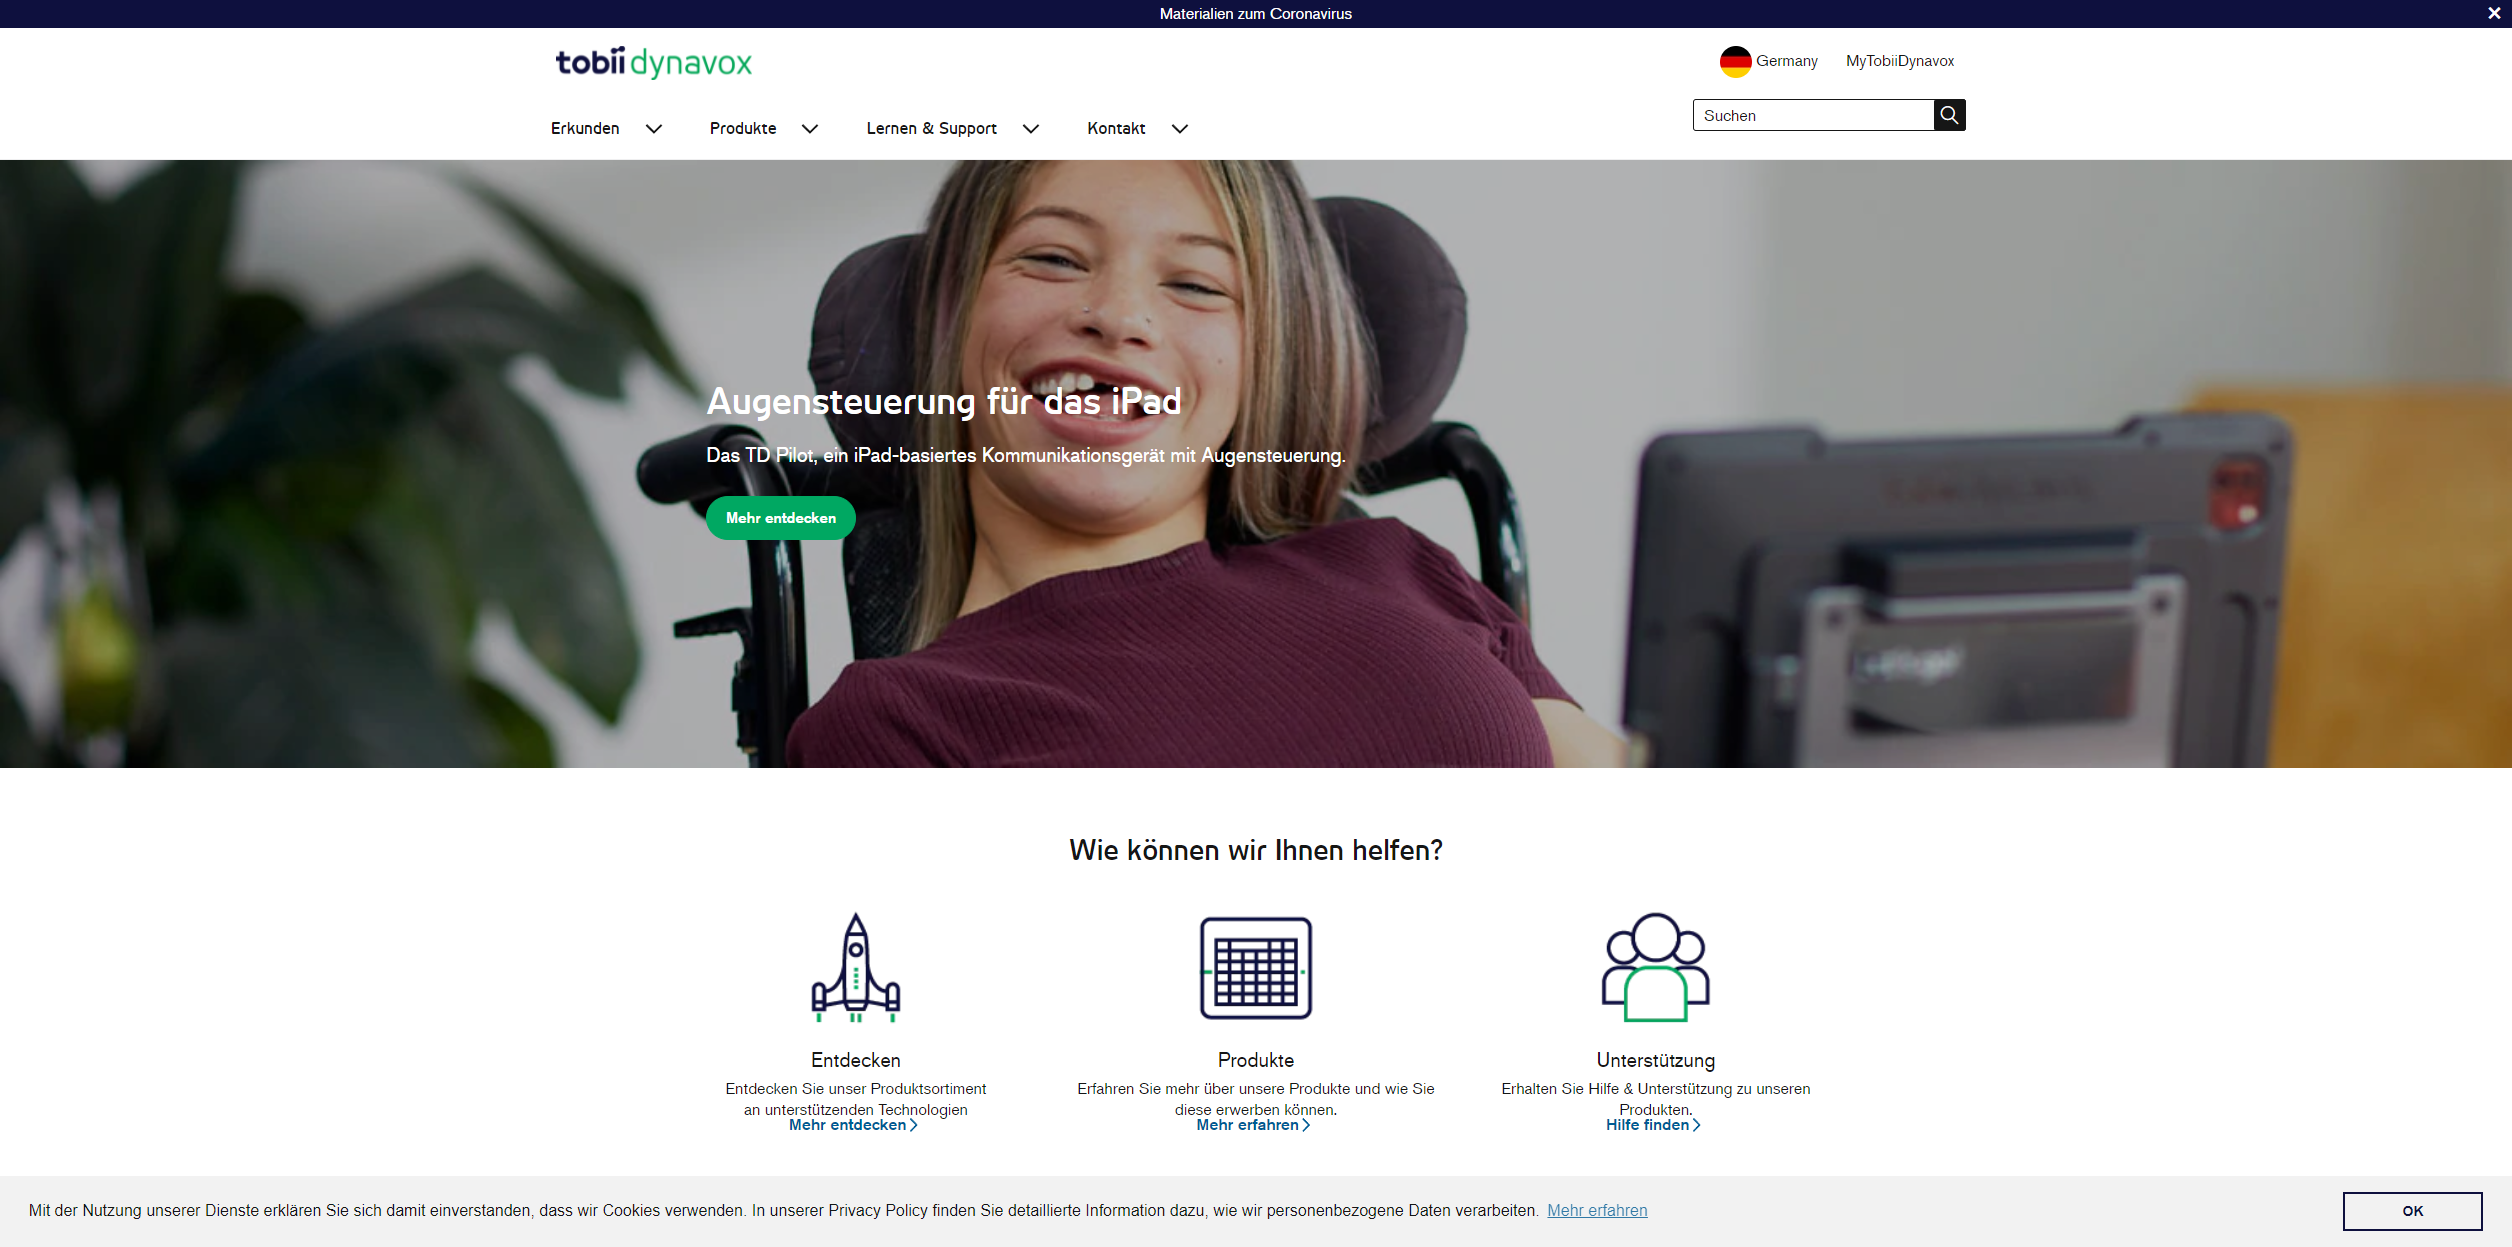 Materialien zum Coronavirus
tobii dynavox
Germany
MyTobiiDynavox
Erkunden
Produkte
Lernen & Support
Kontakt
Suchen
Augensteuerung für das iPad
Das TD Pilot, ein iPad-basiertes Kommunikationsgerät mit Augensteuerung.
Mehr entdecken
Wie können wir Ihnen helfen?
Entdecken
Entdecken Sie unser Produktsortiment
an unterstützenden Technologien
Mehr entdecken
Produkte
Erfahren Sie mehr über unsere Produkte und wie Sie
diese erwerben können.
Mehr erfahren
Unterstützung
Erhalten Sie Hilfe & Unterstützung zu unseren
Produkten.
Hilfe finden
Mit der Nutzung unserer Dienste erklären Sie sich damit einverstanden, dass wir Cookies verwenden. In unserer Privacy Policy finden Sie detaillierte Information dazu, wie wir personenbezogene Daten verarbeiten. Mehr erfahren
OK